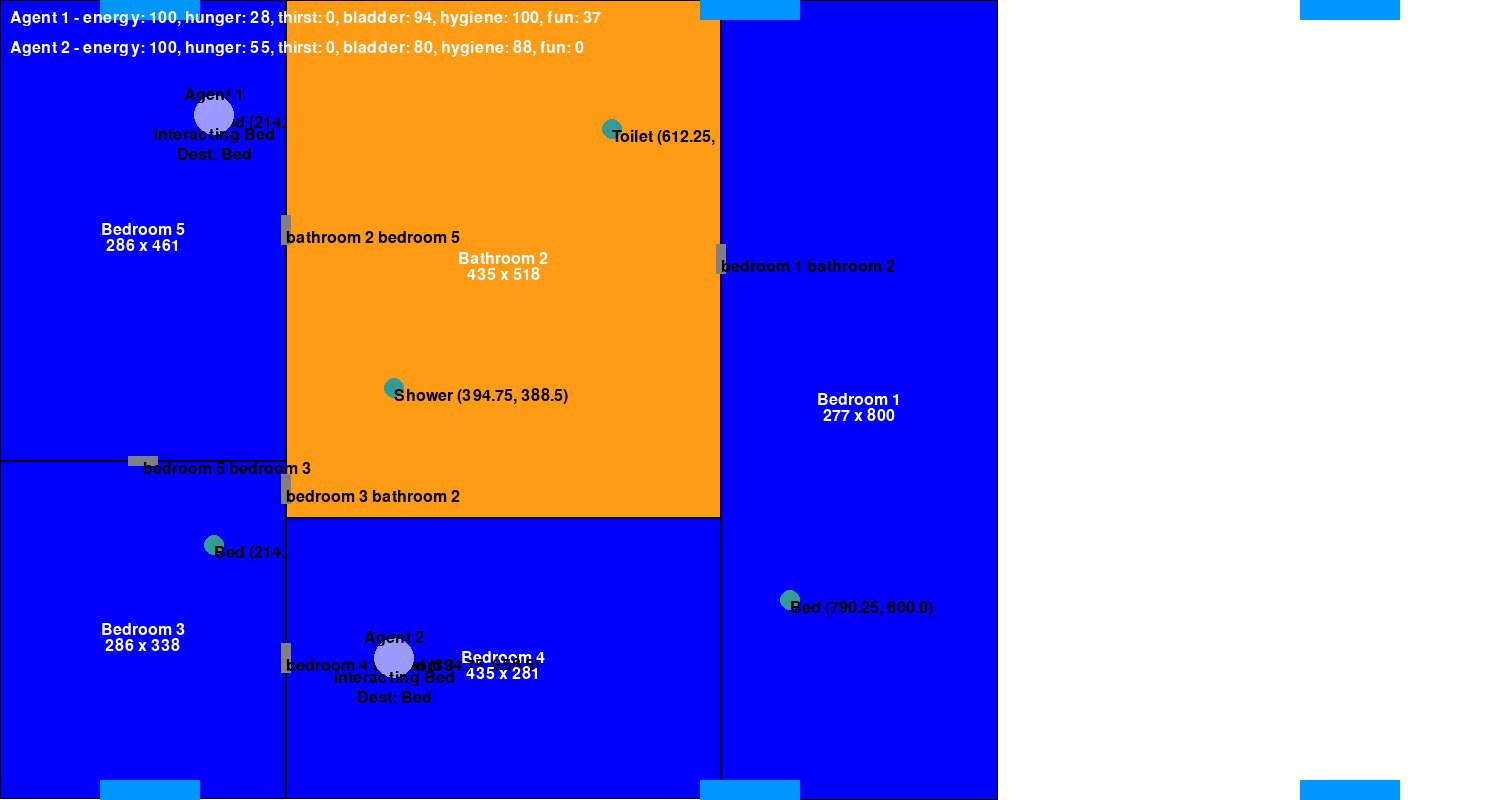 Agent 1 - energy: 100, hunger: 28, thirst: 0, bladder: 94, hygiene: 100, fun: 37
Agent 2 - energy: 100, hunger: 55, thirst: 0, bladder: 80, hygiene: 88, fun: 0
Agent 1
(214.
interacting Bed
Dest: Bed
Toilet (612.25,
Bedroom 5
286 x 461
bathroom 2 bedroom 5
Bathroom 2
435 x 518
bedroom 1 bathroom 2
Shower (394.75, 388.5)
Bedroom 1
277 x 800
bedroom 5 bedroom 3
bedroom 3 bathroom 2
Bed (214.
Bed (790.25, 600.0)
Bedroom 3
286 x 338
Agent 2
bedroom 4
Bedroom 4
435 x 281
interacting Bed
Dest: Bed